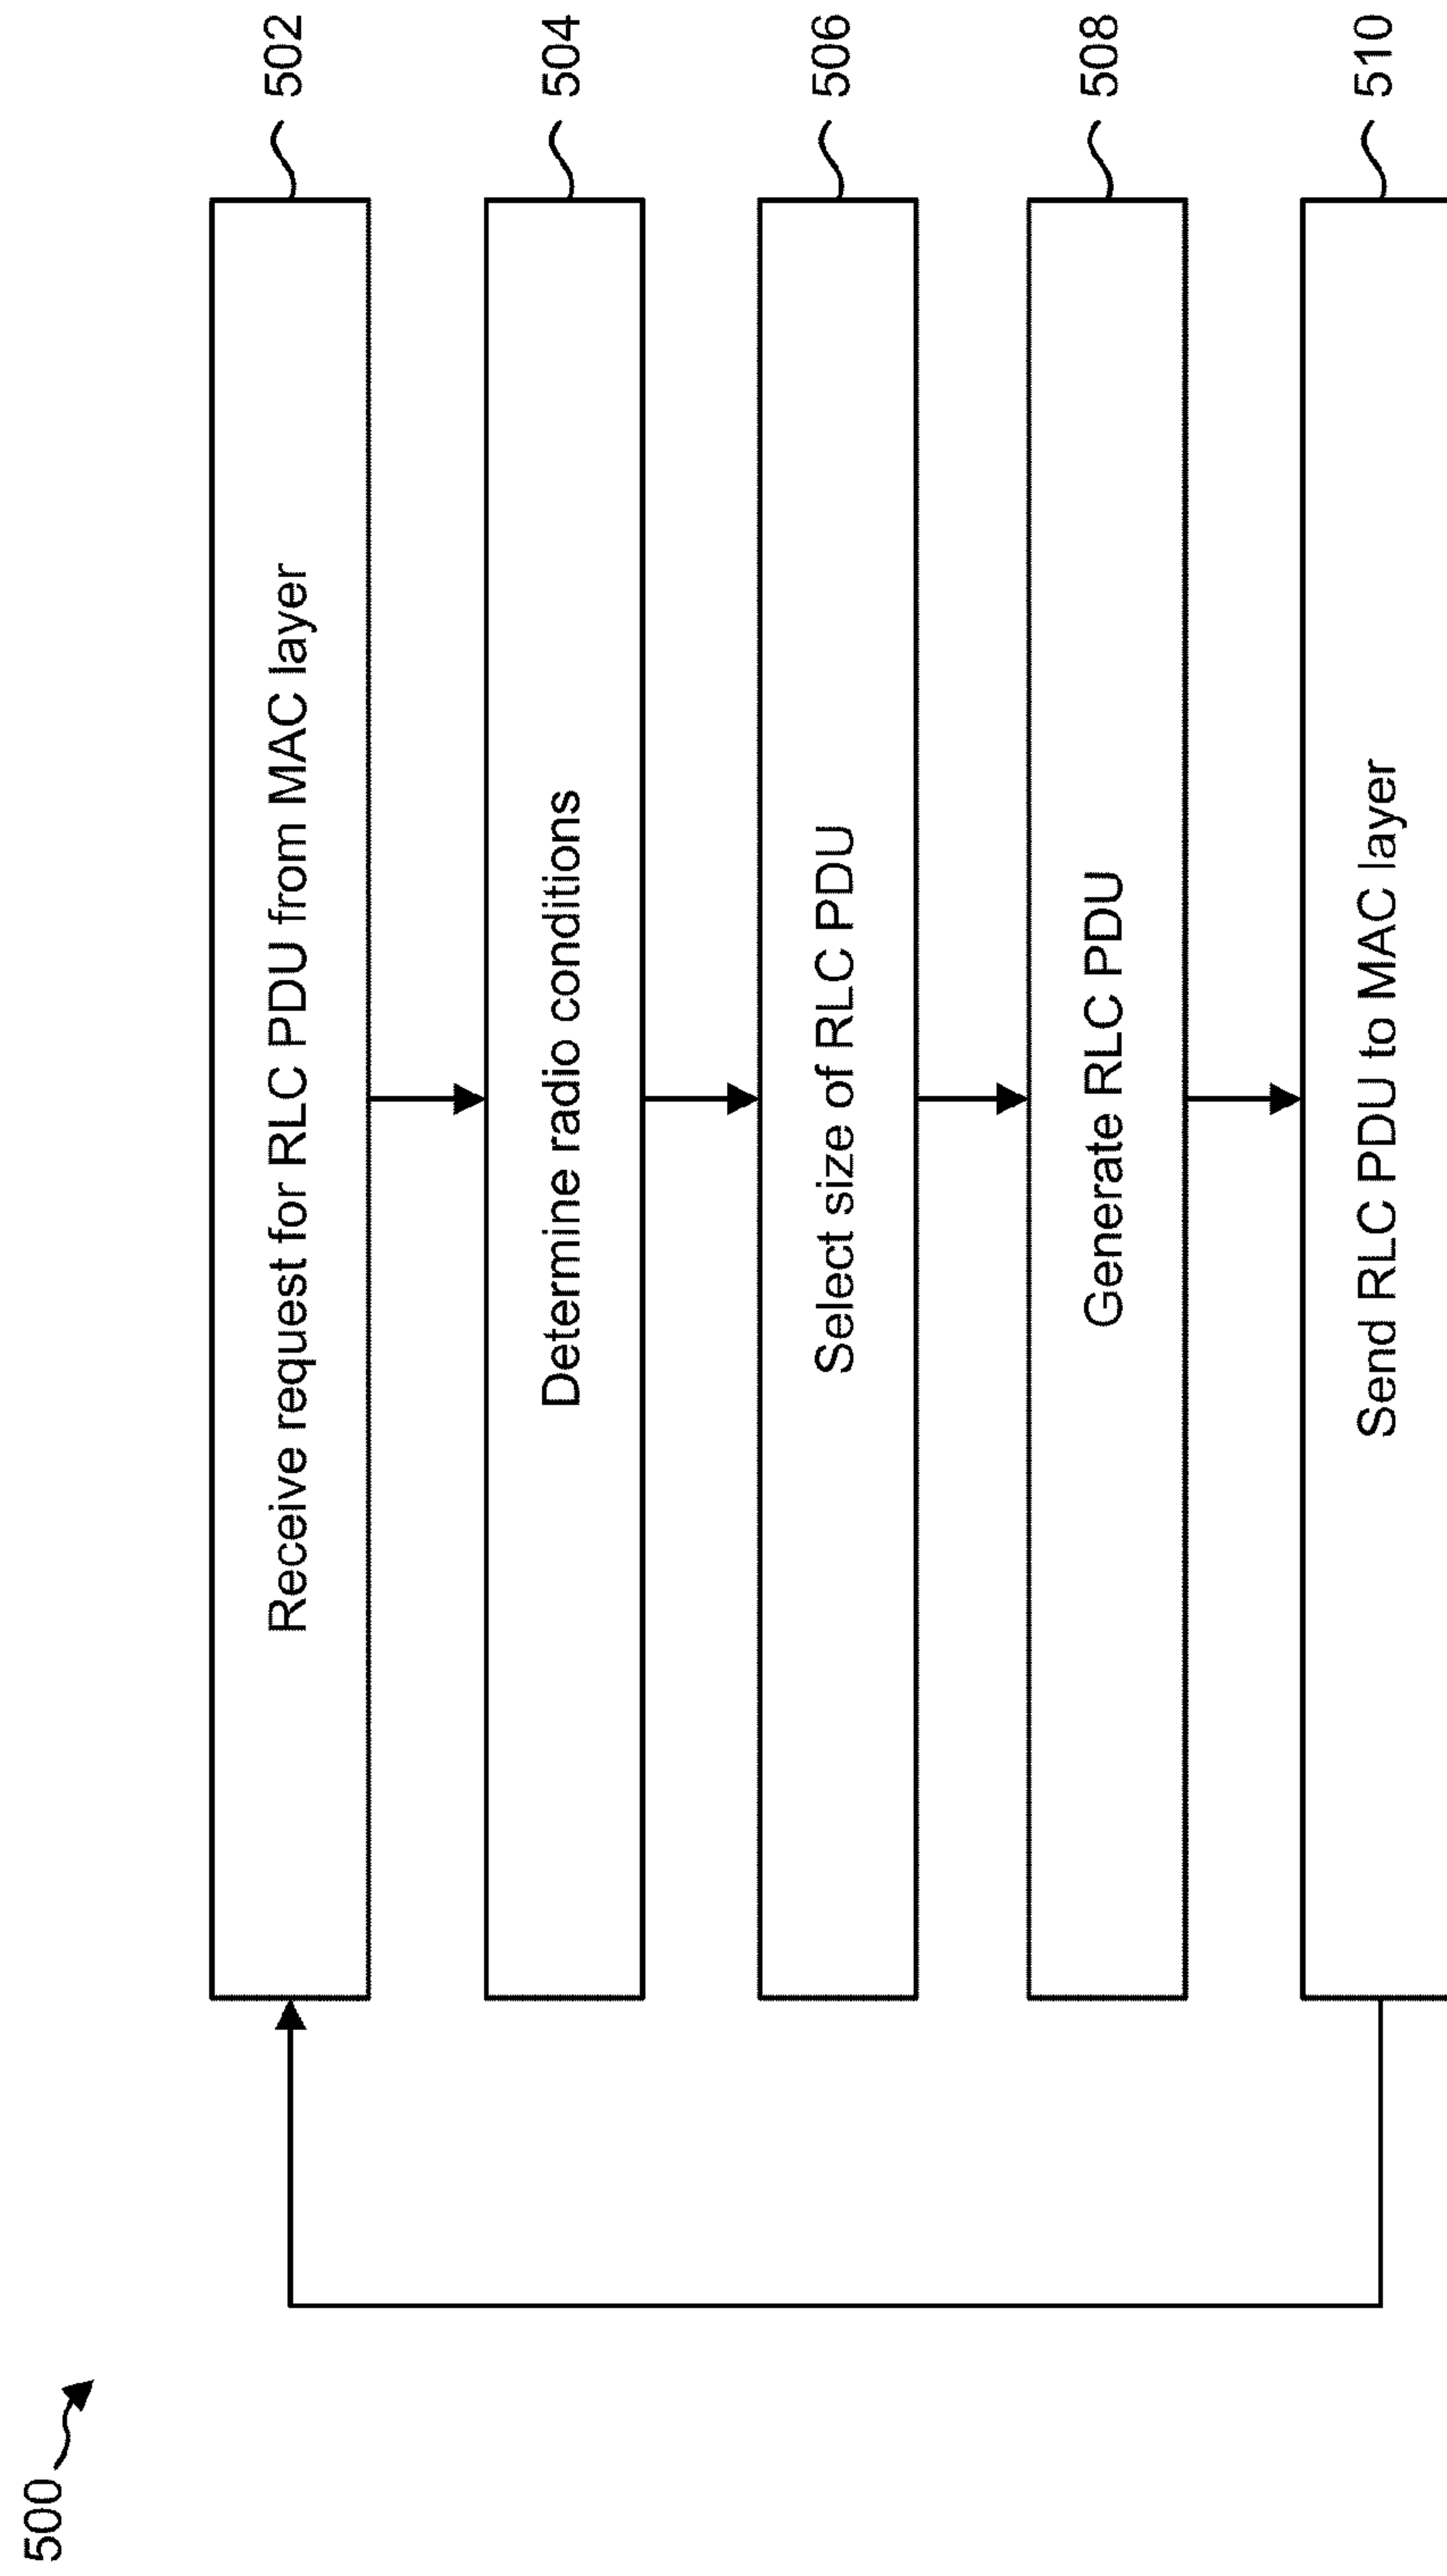 500
Receive request for RLC PDU from MAC layer
502
Determine radio conditions
504
Select size of RLC PDU
506
Generate RLC PDU
508
Send RLC PDU to MAC layer
510